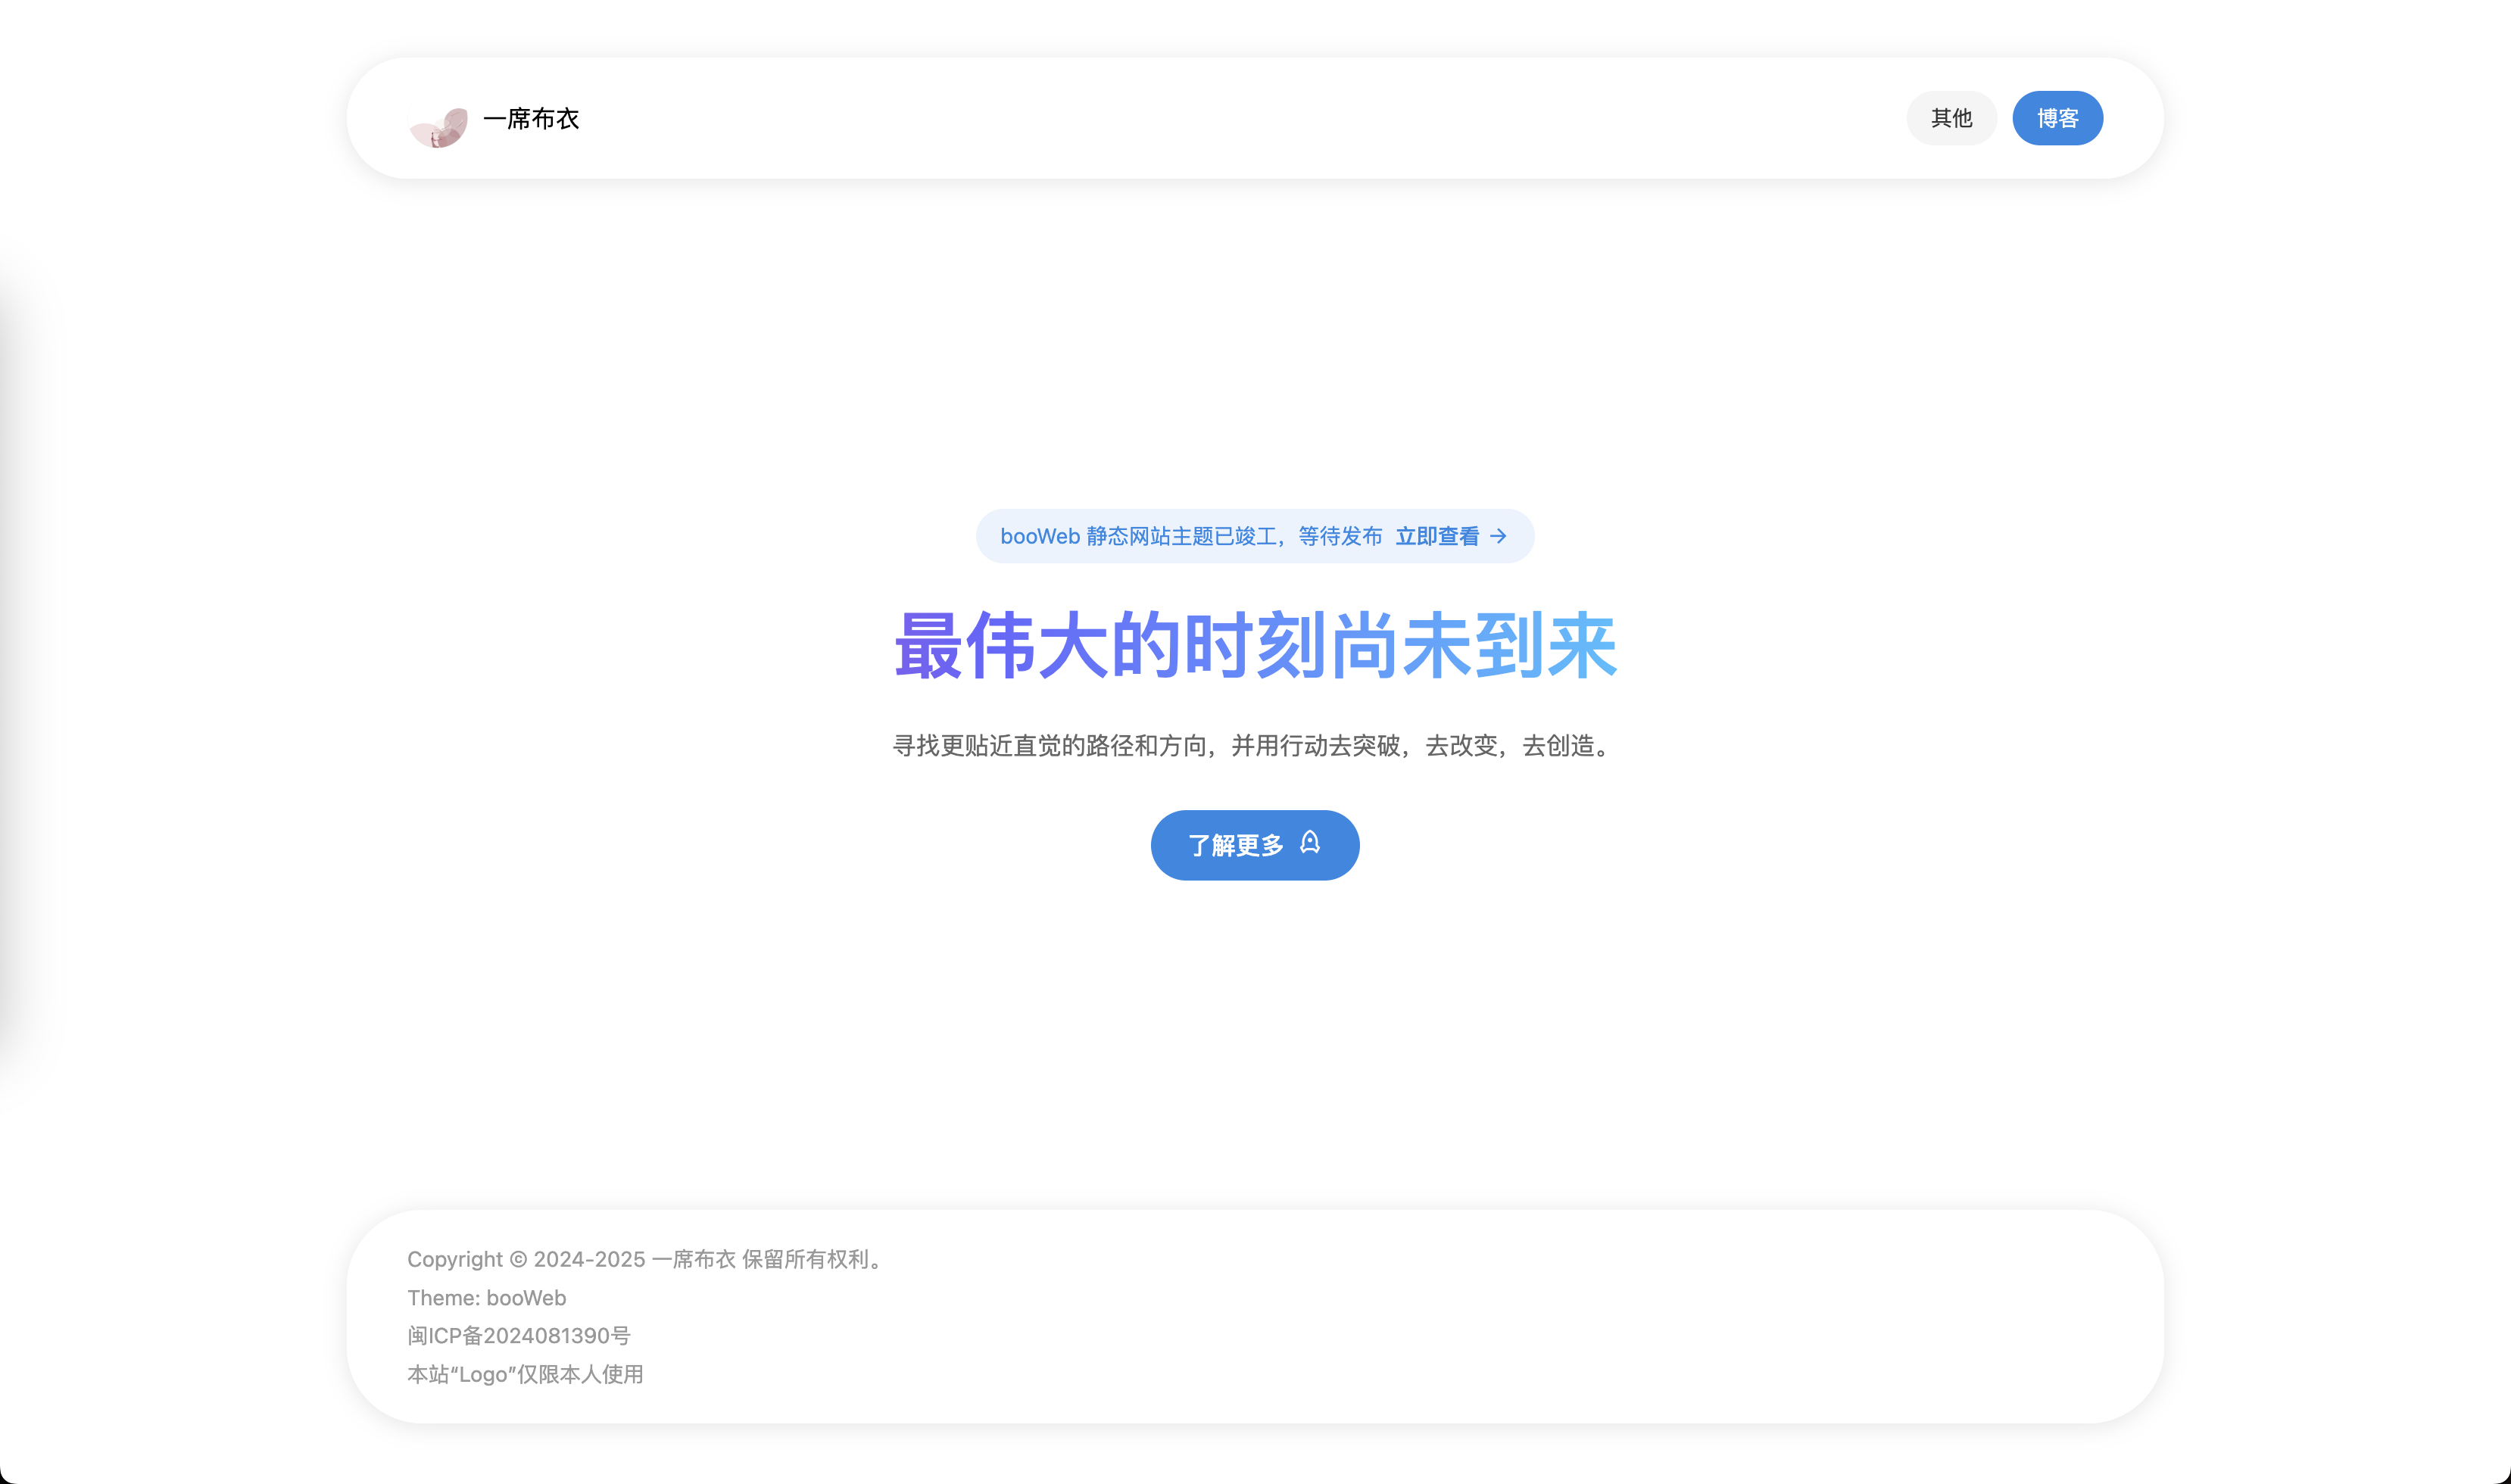 一席布衣
其他
博客
booWeb 静态网站主题已竣工，等待发布 立即查看 →
最伟大的时刻尚未到来
寻找更贴近直觉的路径和方向，并用行动去突破，去改变，去创造。
了解更多
Copyright © 2024-2025 一席布衣 保留所有权利。
Theme: booWeb
闽ICP备2024081390号
本站“Logo”仅限本人使用